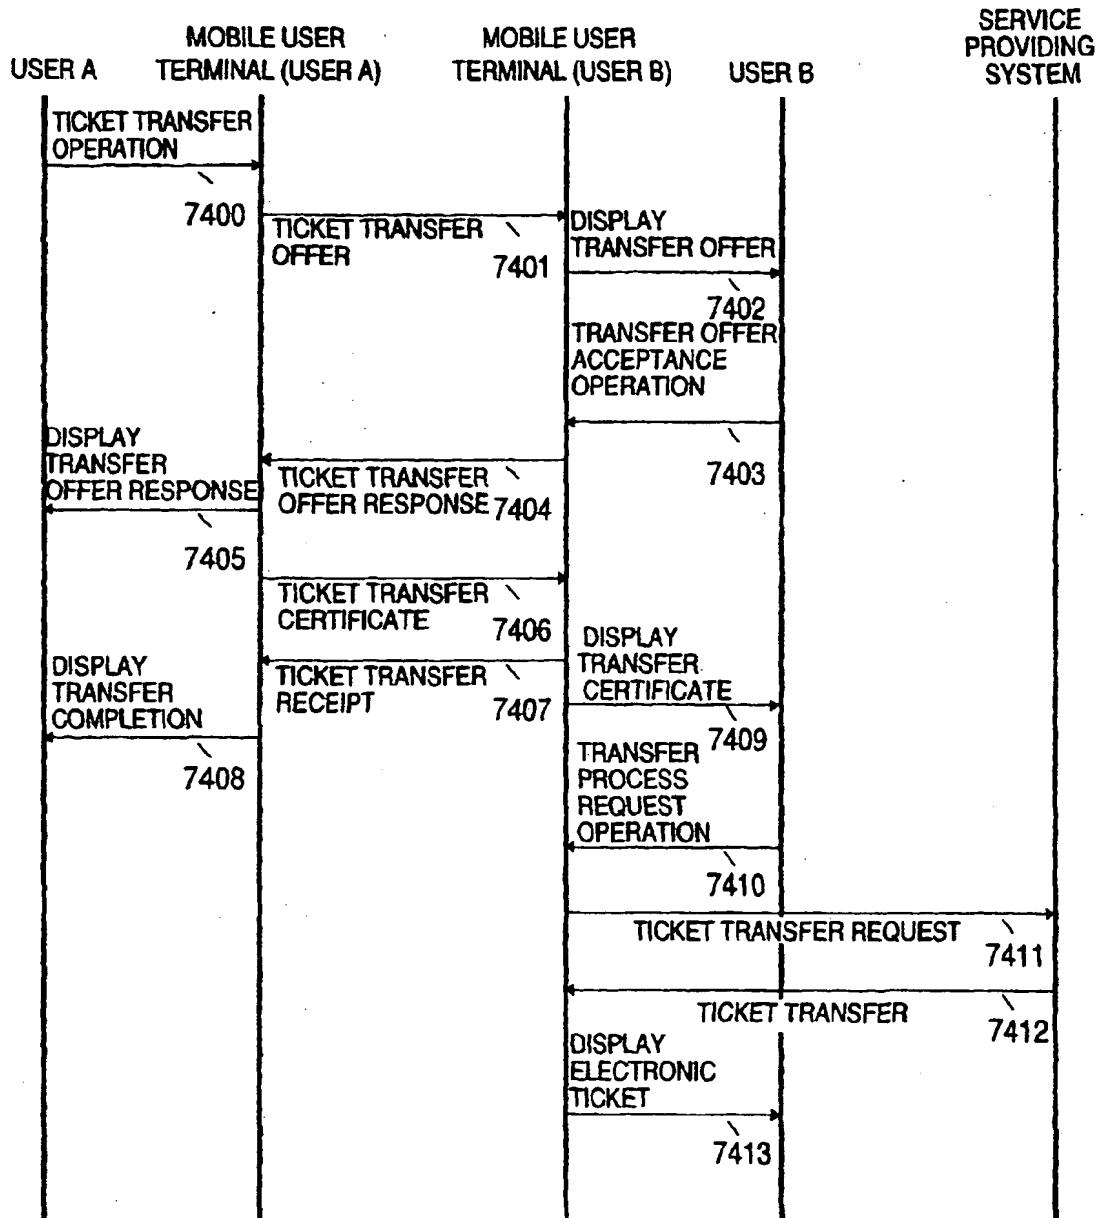 USER A
MOBILE USER
TERMINAL (USER A)
MOBILE USER
TERMINAL (USER B)
USER B
SERVICE
PROVIDING
SYSTEM
TICKET TRANSFER
OPERATION
7400
TICKET TRANSFER
OFFER
7401
DISPLAY
TRANSFER OFFER
7402
TRANSFER OFFER
ACCEPTANCE
OPERATION
7403
TICKET TRANSFER
OFFER RESPONSE
7404
DISPLAY
TRANSFER
OFFER RESPONSE
7405
TICKET TRANSFER
CERTIFICATE
7406
TICKET TRANSFER
RECEIPT
7407
DISPLAY
TRANSFER
COMPLETION
7408
DISPLAY
TRANSFER
CERTIFICATE
7409
TRANSFER
PROCESS
REQUEST
OPERATION
7410
TICKET TRANSFER REQUEST
7411
TICKET TRANSFER
7412
DISPLAY
ELECTRONIC
TICKET
7413